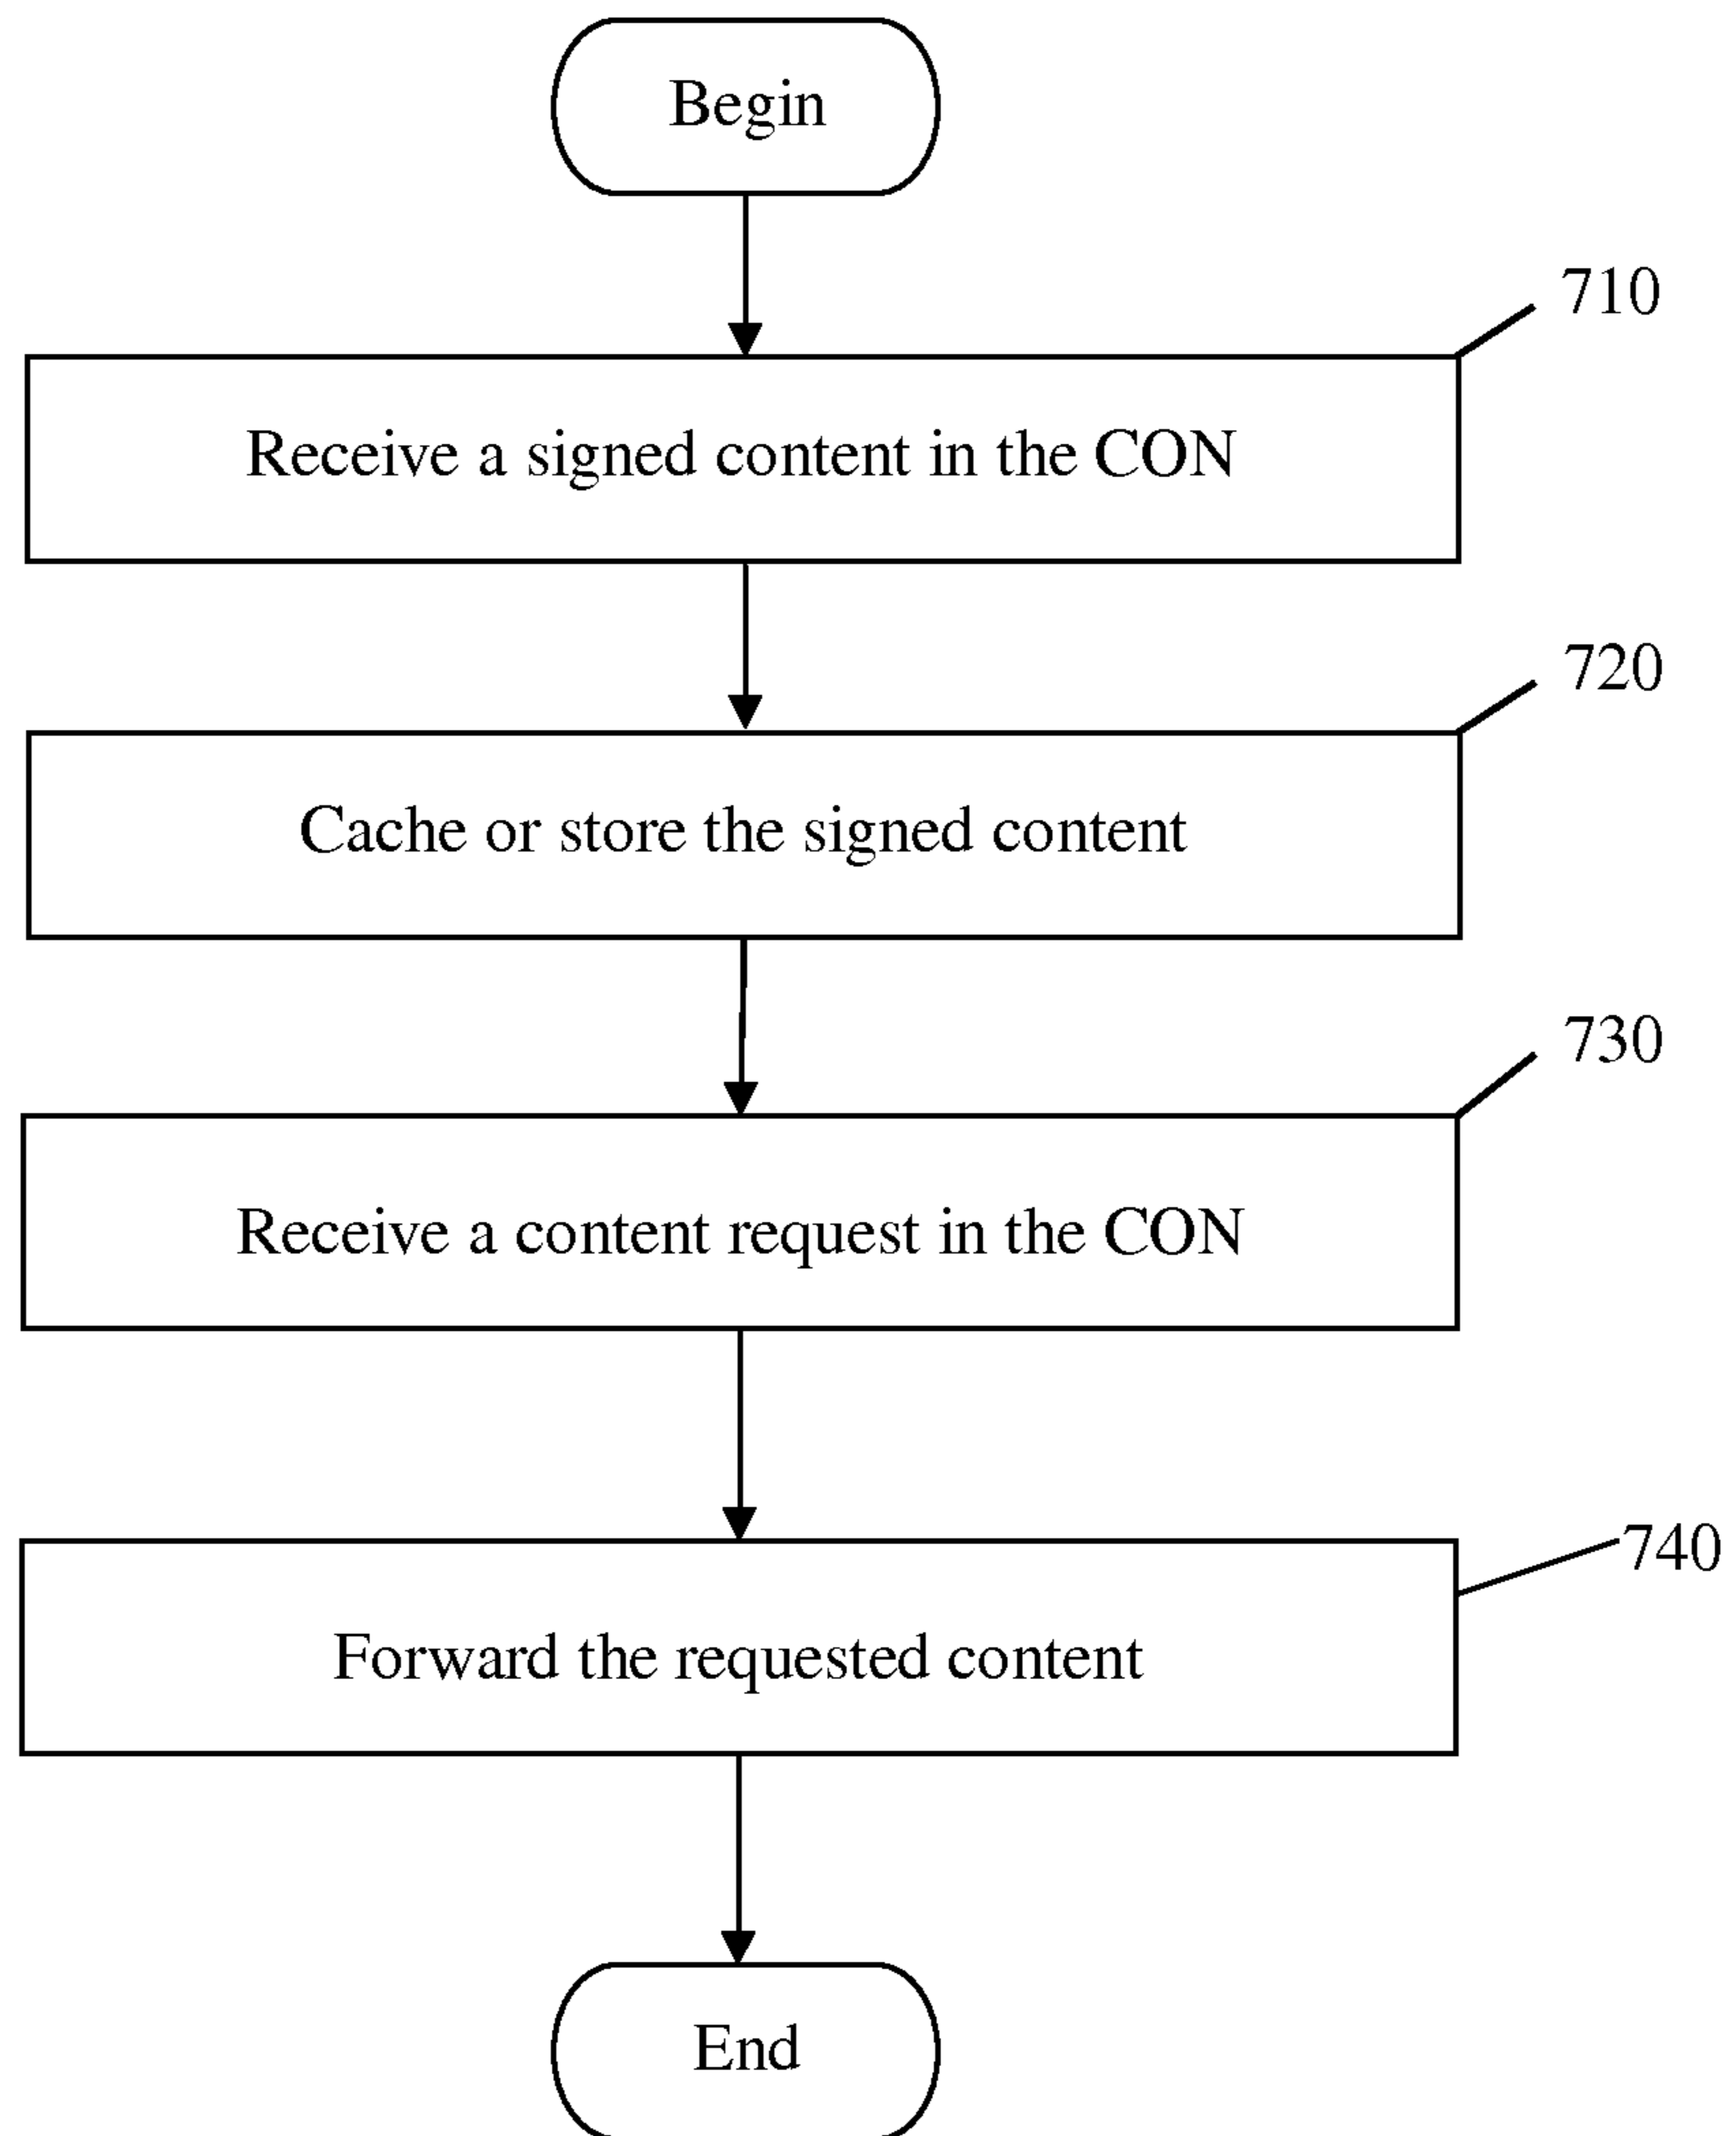 Begin
710
Receive a signed content in the CON
720
Cache or store the signed content
730
Receive a content request in the CON
740
Forward the requested content
End